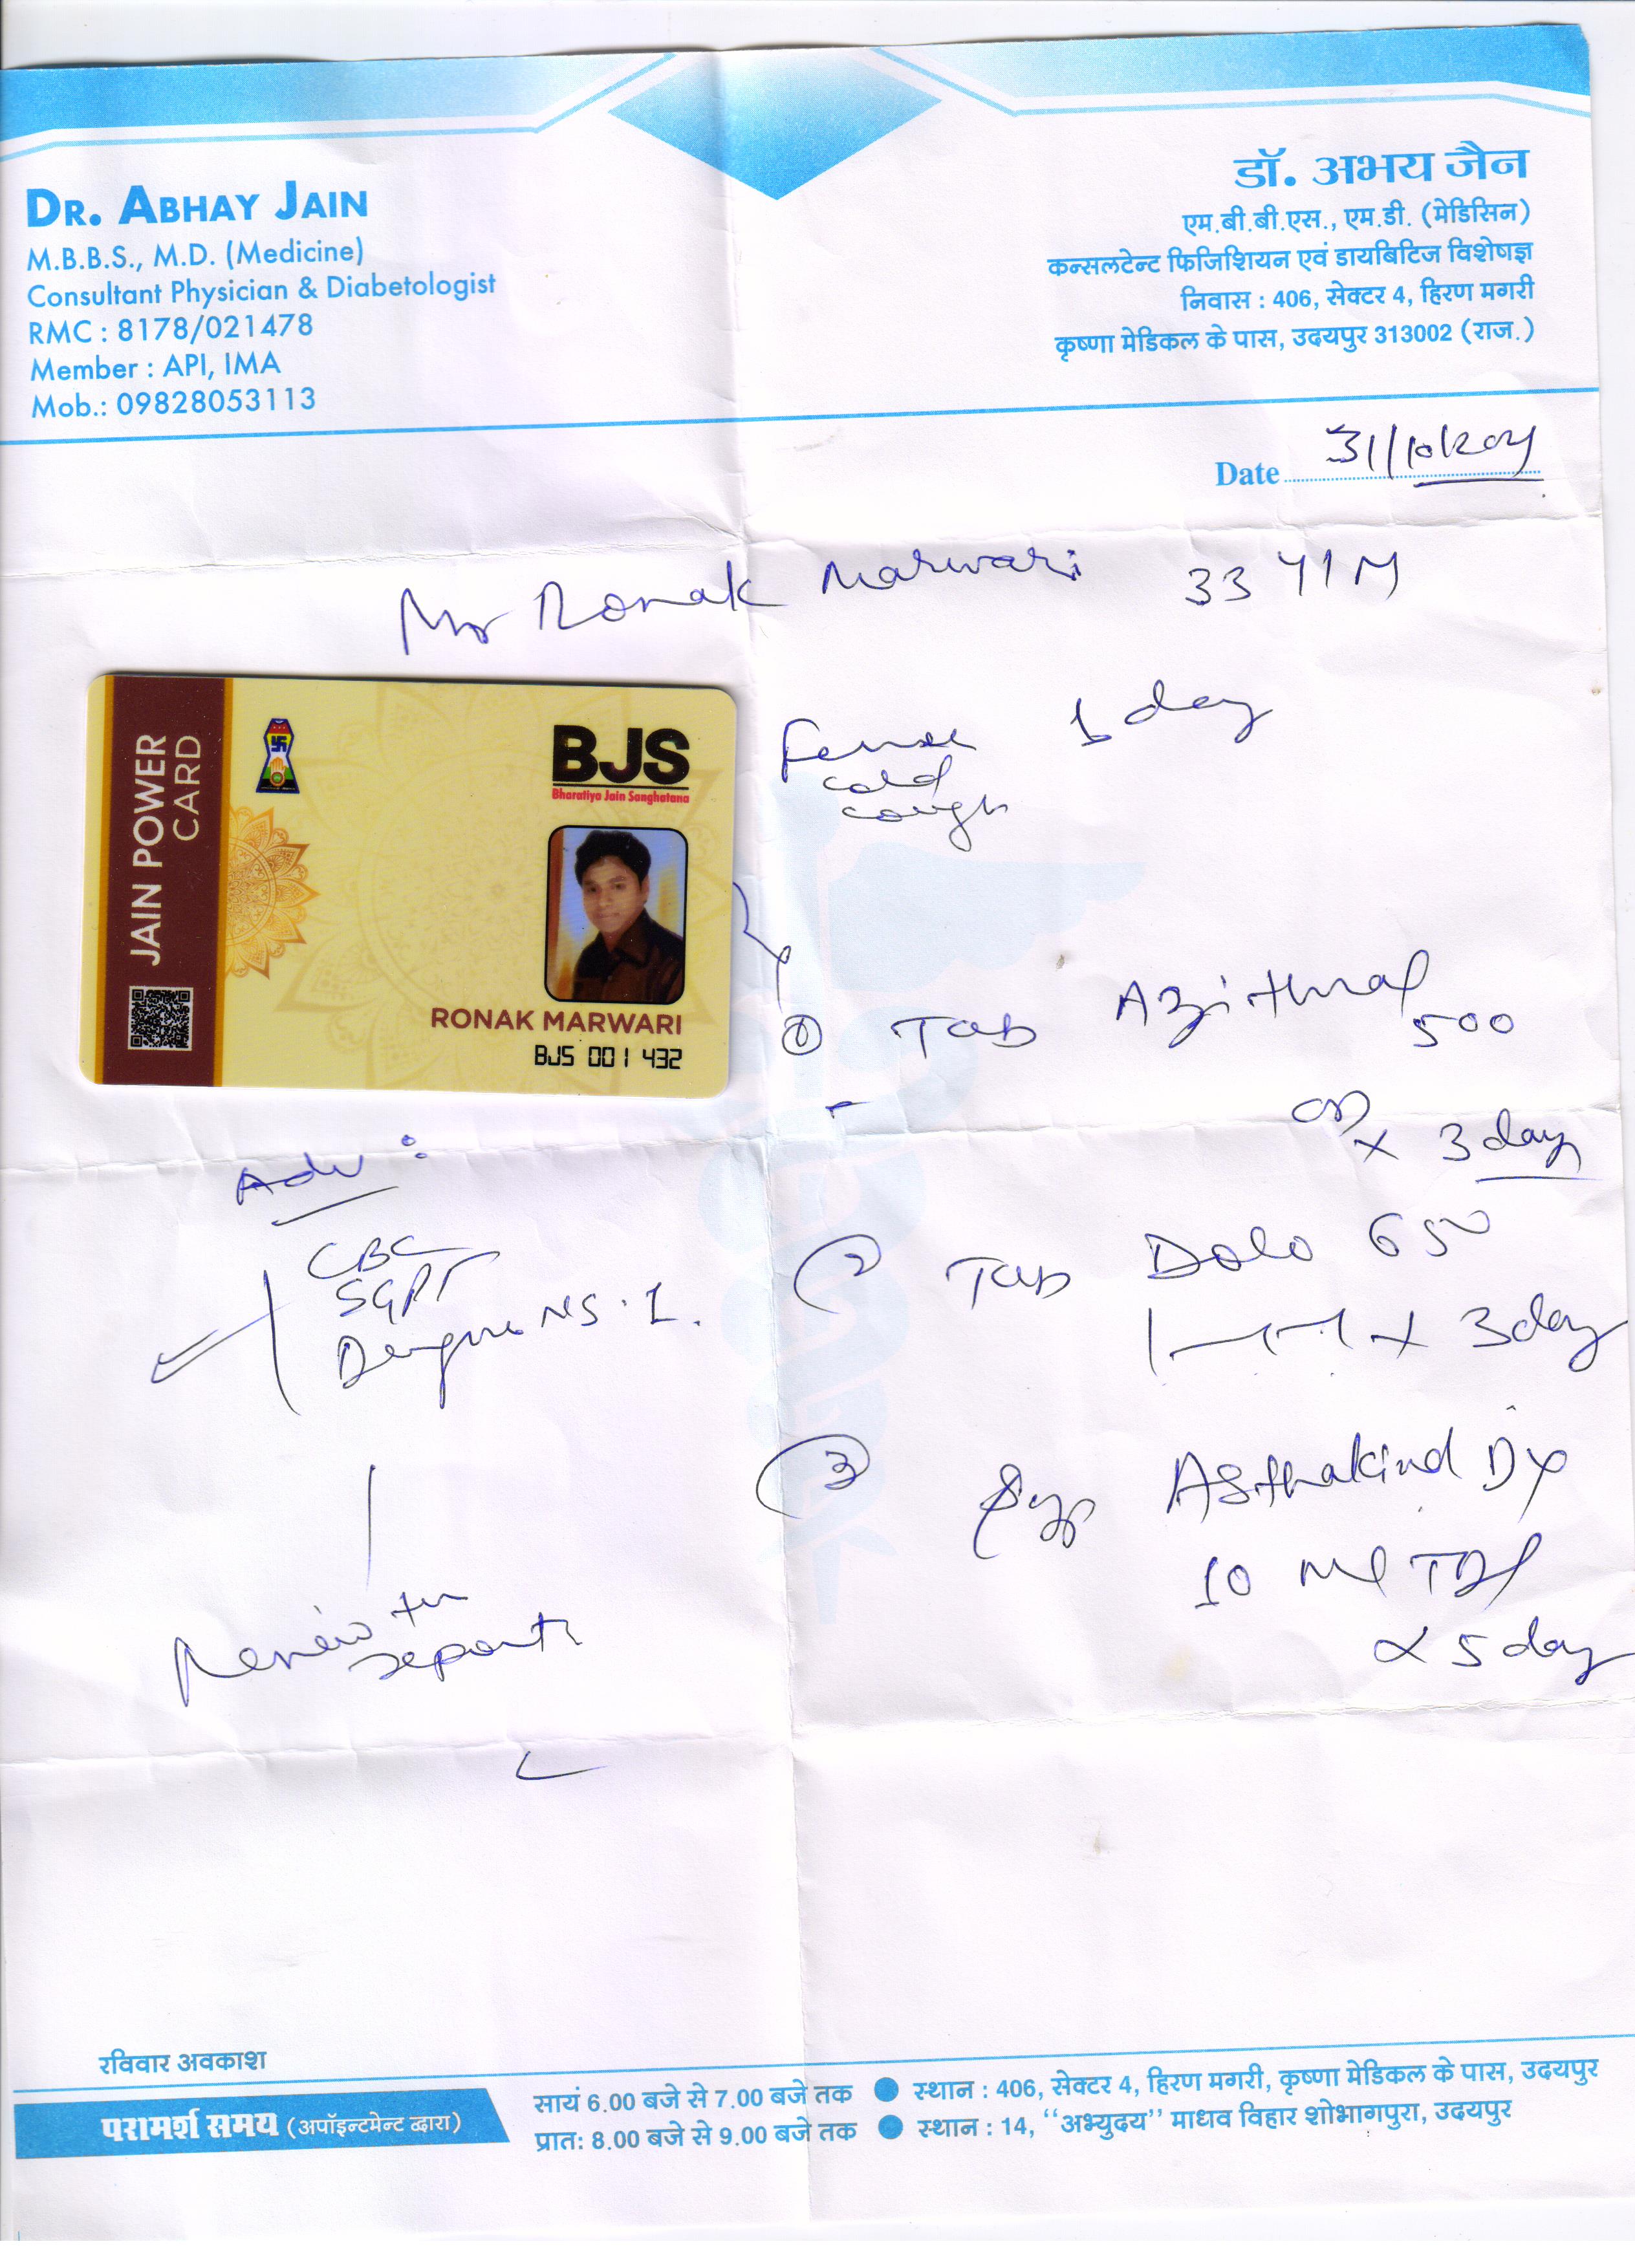 DR. ABHAY JAIN
M.B.B.S., M.D. (Medicine)
Consultant Physician & Diabetologist
RMC : 8178/021478
Member : API, IMA
Mob.: 09828053113
डॉ. अभय जैन
एम.बी.बी.एस., एम.डी. (मेडिसिन)
कन्सलटेन्ट फिजिशियन एवं डायबिटिज विशेषज्ञ
निवास : 406, सेक्टर 4, हिरण मगरी
कृष्णा मेडिकल के पास, उदयपुर 313002 (राज.)
Date 31/10/
Mr Ronak Marwari 33 Y/M
JAIN POWER
CARD
BJS
Bharatiya Jain Sanghatana
RONAK MARWARI
BJS 001 432
Fever 1 day
cold
cough
① Tab Azithral
500
OD
x 3 day
Adv :
CBC
SGPT
Dengue NS-1.
Review
reports
② Tab Dolo 650
1-1-1 x 3 day
③ Syp Asthakind Dx
10 ml TDS
x 5 day
रविवार अवकाश
परामर्श समय (अपॉइन्टमेन्ट द्वारा)
सायं 6.00 बजे से 7.00 बजे तक ● स्थान : 406, सेक्टर 4, हिरण मगरी, कृष्णा मेडिकल के पास, उदयपुर
प्रात: 8.00 बजे से 9.00 बजे तक ● स्थान : 14, ‘‘अभ्युदय’’ माधव विहार शोभागपुरा, उदयपुर